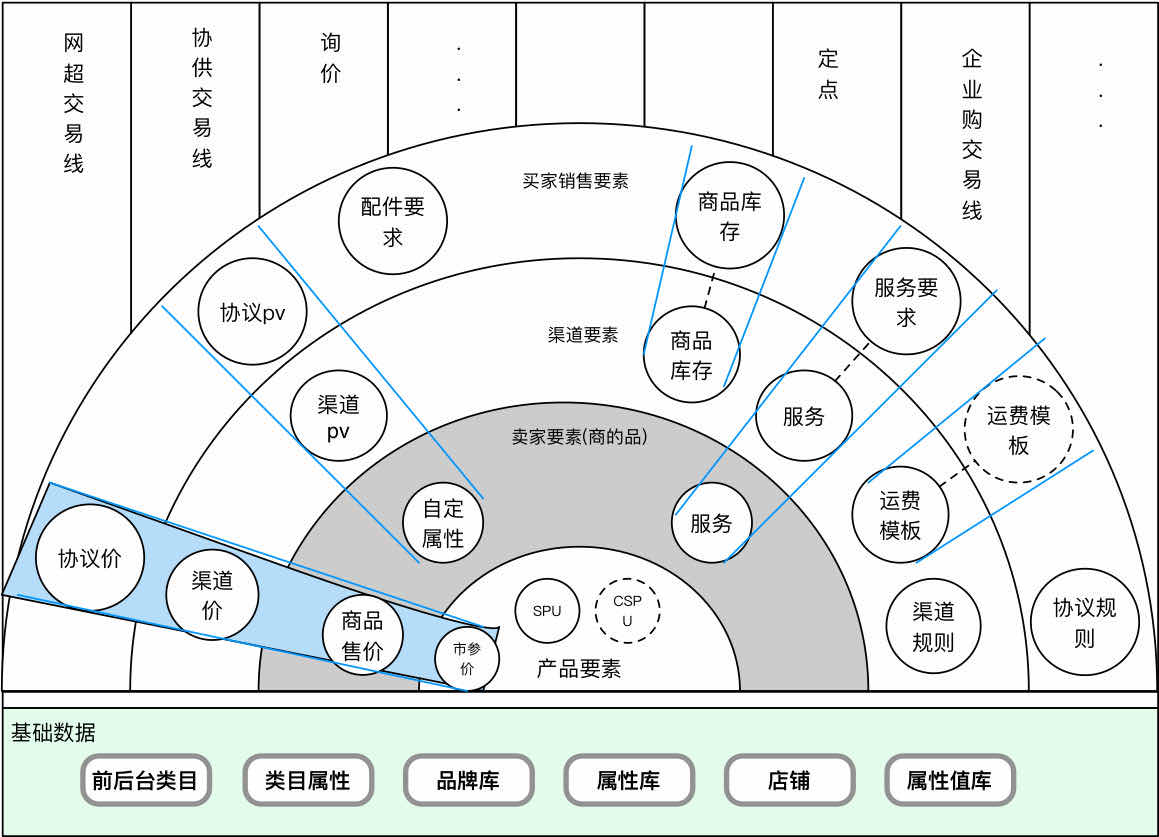 网
超
交
易
线
协
供
交
易
线
询
价
.
.
.
定
点
企
业
购
交
易
线
.
.
.
买家销售要素
配件要
求
商品库
存
协议pv
服务要
求
渠道要素
商品
库存
渠道
pv
服务
运费模
板
卖家要素(商的品)
自定
属性
服务
运费
模板
协议价
渠道
价
商品
售价
市参
价
SPU
CSP
U
产品要素
渠道
规则
协议规
则
基础数据
前后台类目
类目属性
品牌库
属性库
店铺
属性值库